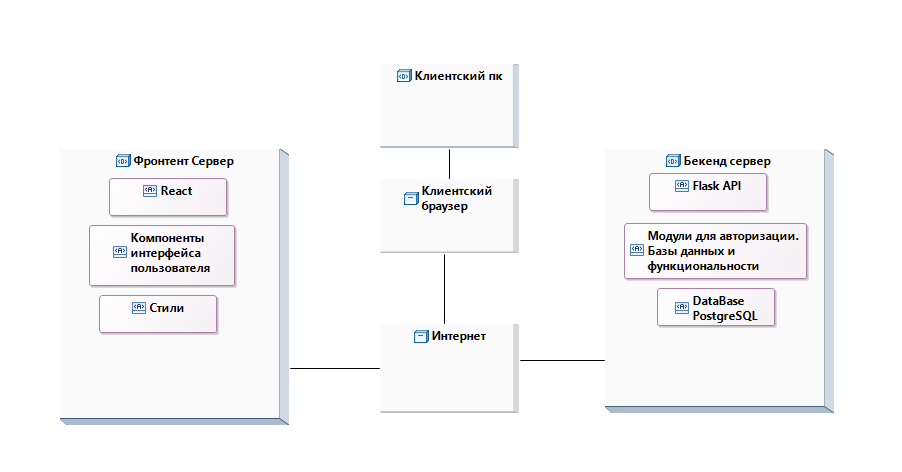 Клиентский пк
Фронтент Сервер
React
Компоненты
интерфейса
пользователя
Стили
Клиентский
браузер
Интернет
Бекенд сервер
Flask API
Модули для авторизации.
Базы данных и
функциональности
DataBase
PostgreSQL